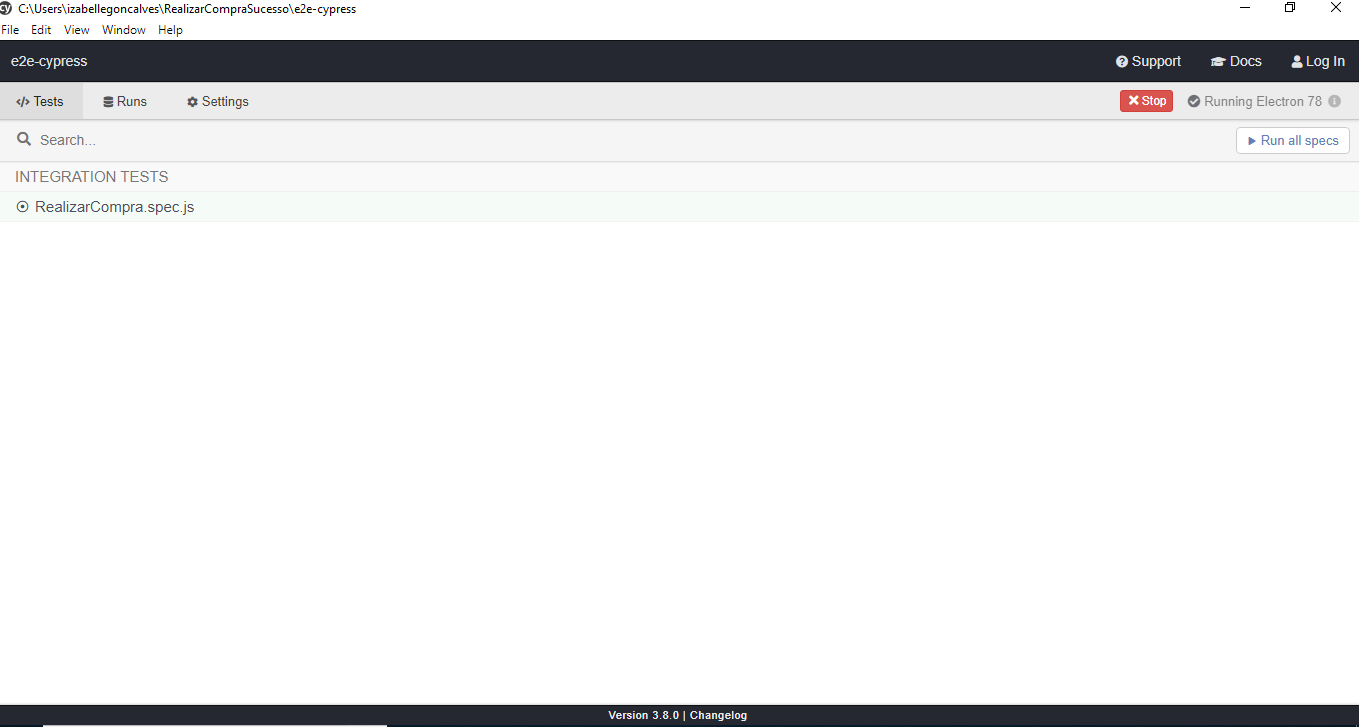 cy C:\Users\izabellegoncalves\RealizarCompraSucesso\e2e-cypress
File Edit View Window Help
e2e-cypress Support Docs Log In
</> Tests Runs Settings Stop Running Electron 78
Search... Run all specs
INTEGRATION TESTS
RealizarCompra.spec.js
Version 3.8.0 | Changelog